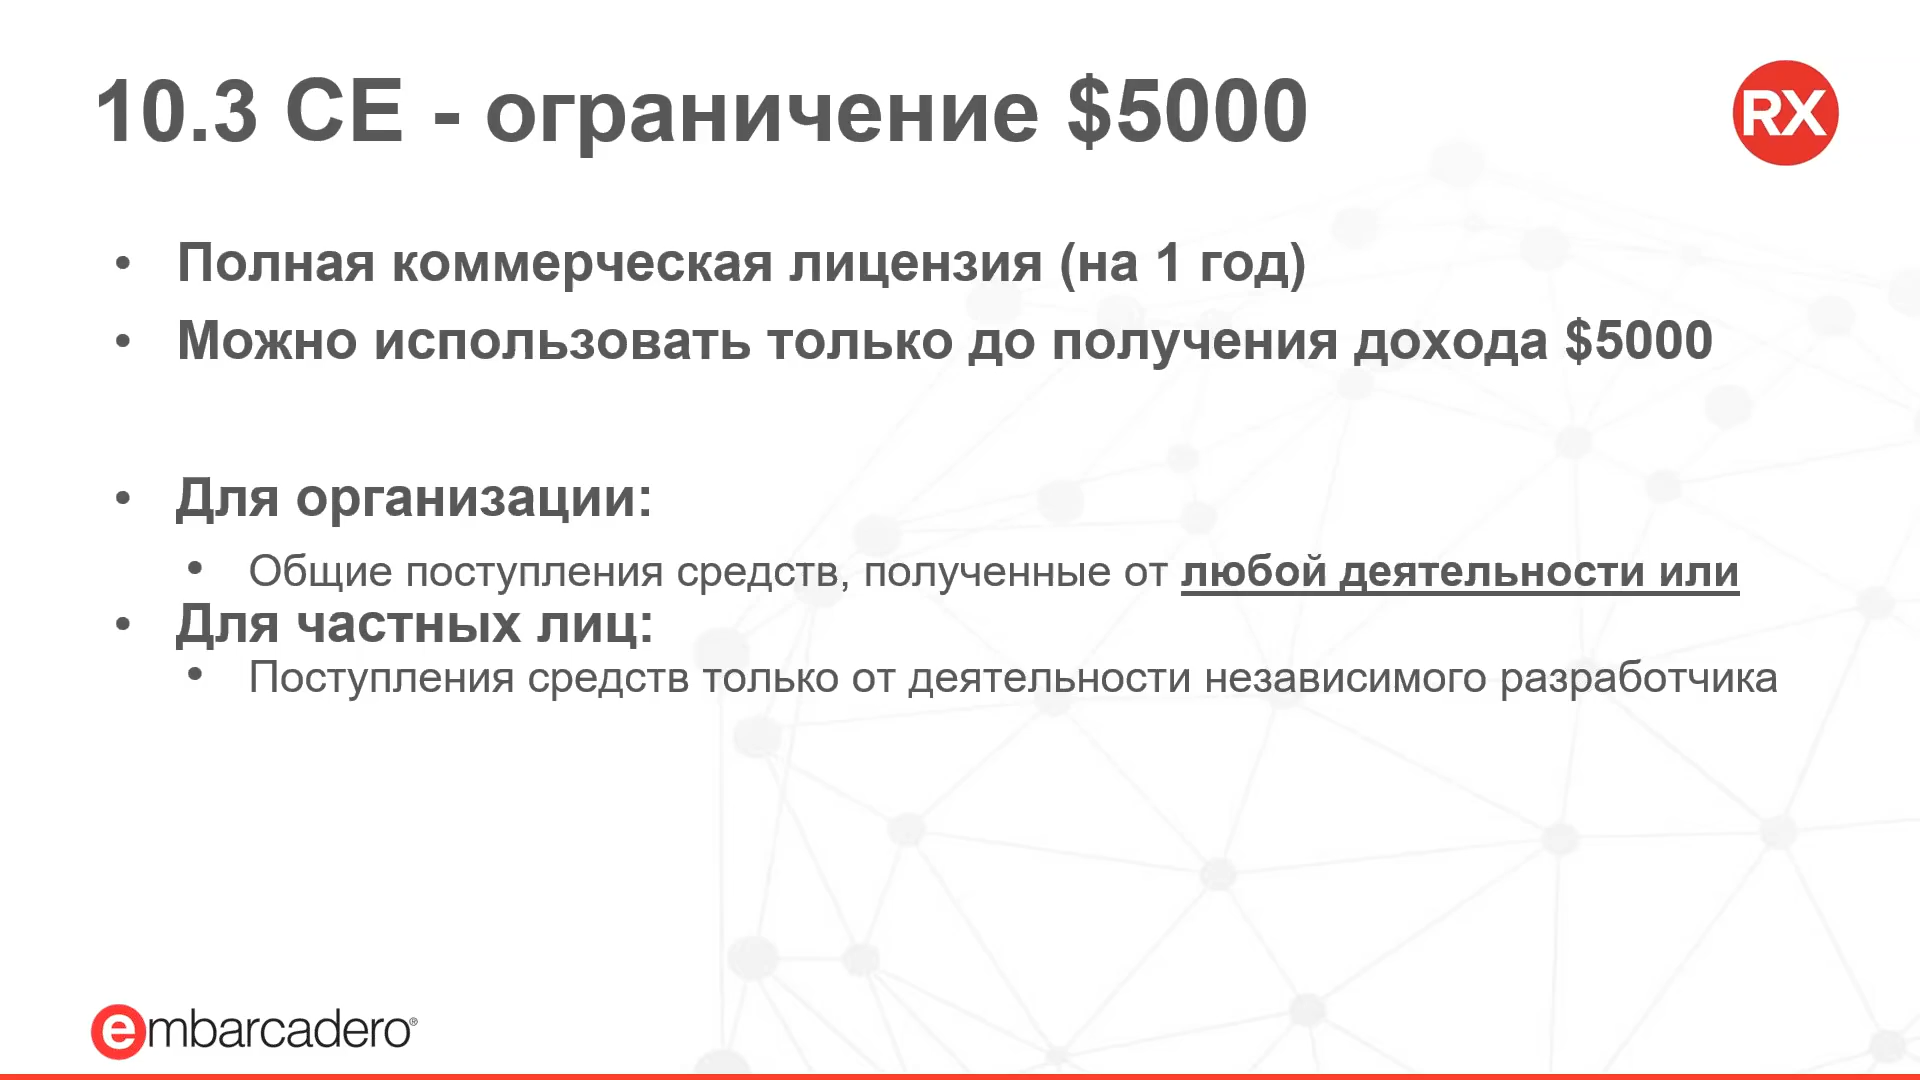 10.3 CE - ограничение $5000
RX
• Полная коммерческая лицензия (на 1 год)
• Можно использовать только до получения дохода $5000
• Для организации:
• Общие поступления средств, полученные от любой деятельности или
• Для частных лиц:
• Поступления средств только от деятельности независимого разработчика
embarcadero®